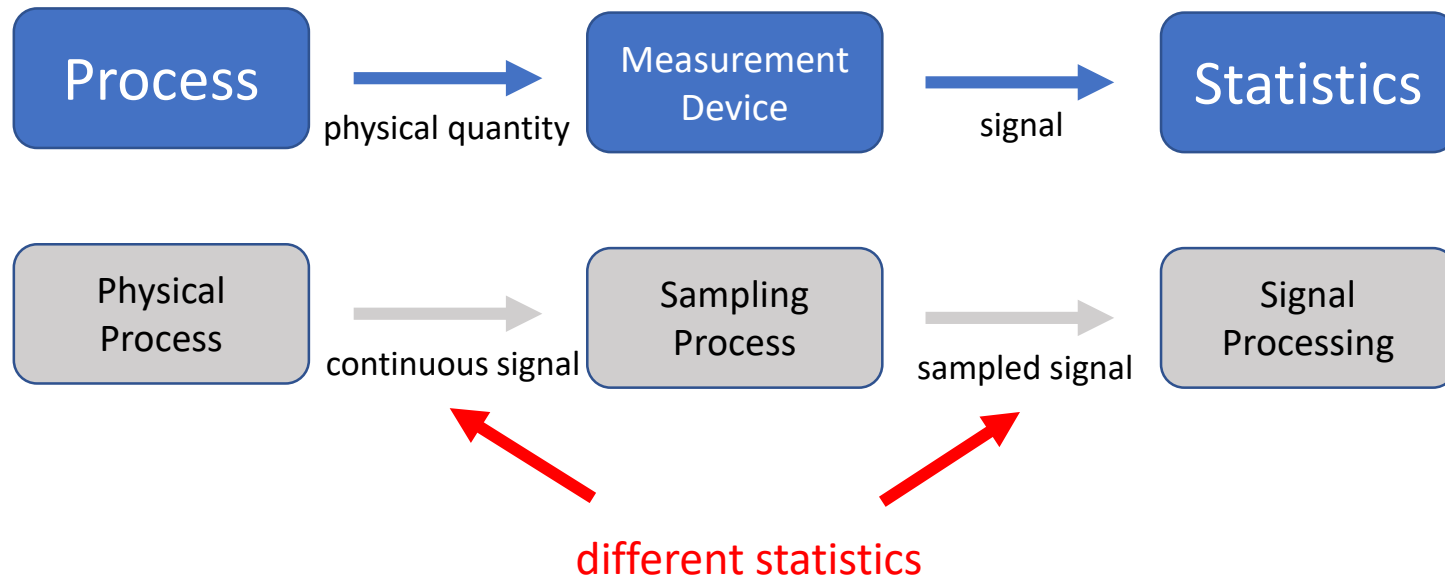 Process
physical quantity
Measurement
Device
signal
Statistics
Physical
Process
continuous signal
Sampling
Process
sampled signal
Signal
Processing
different statistics